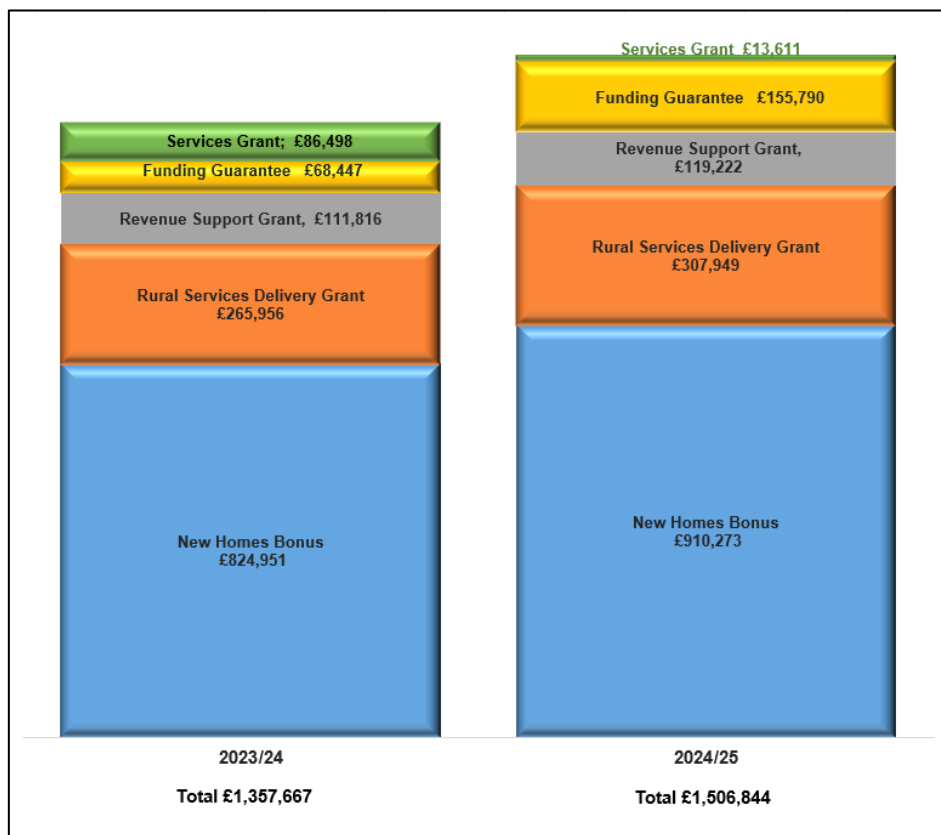 Services Grant; £86,498
Funding Guarantee £68,447
Revenue Support Grant, £111,816
Rural Services Delivery Grant
£265,956
New Homes Bonus
£824,951
Services Grant £13,611
Funding Guarantee £155,790
Revenue Support Grant,
£119,222
Rural Services Delivery Grant
£307,949
New Homes Bonus
£910,273
2023/24
2024/25
Total £1,357,667
Total £1,506,844